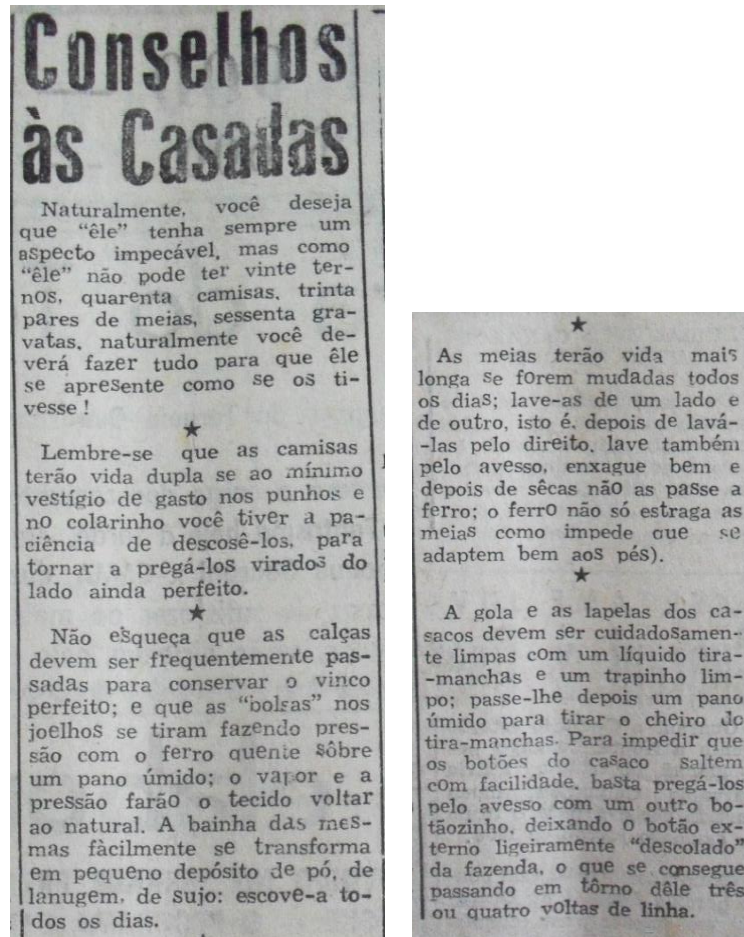 Conselhos
às Casadas
Naturalmente, você deseja
que "êle" tenha sempre um
aspecto impecável, mas como
"êle" não pode ter vinte ter-
nos, quarenta camisas, trinta
pares de meias, sessenta gra-
vatas, naturalmente você de-
verá fazer tudo para que êle
se apresente como se os ti-
vesse !
★
Lembre-se que as camisas
terão vida dupla se ao mínimo
vestígio de gasto nos punhos e
no colarinho você tiver a pa-
ciência de descosê-los, para
tornar a pregá-los virados do
lado ainda perfeito.
★
Não esqueça que as calças
devem ser frequentemente pas-
sadas para conservar o vinco
perfeito; e que as "bolsas" nos
joelhos se tiram fazendo pres-
são com o ferro quente sôbre
um pano úmido; o vapor e a
pressão farão o tecido voltar
ao natural. A bainha das mes-
mas fàcilmente se transforma
em pequeno depósito de pó, de
lanugem, de sujo: escove-a to-
dos os dias.
★
As meias terão vida mais
longa se forem mudadas todos
os dias; lave-as de um lado e
de outro, isto é, depois de lavá-
-las pelo direito, lave também
pelo avesso, enxague bem e
depois de sêcas não as passe a
ferro; o ferro não só estraga as
meias como impede que se
adaptem bem aos pés).
★
A gola e as lapelas dos ca-
sacos devem ser cuidadosamen-
te limpas com um líquido tira-
-manchas e um trapinho lim-
po; passe-lhe depois um pano
úmido para tirar o cheiro do
tira-manchas. Para impedir que
os botões do casaco saltem
com facilidade, basta pregá-los
pelo avesso com um outro bo-
tãozinho, deixando o botão ex-
terno ligeiramente "descolado"
da fazenda, o que se consegue
passando em tôrno dêle três
ou quatro voltas de linha.